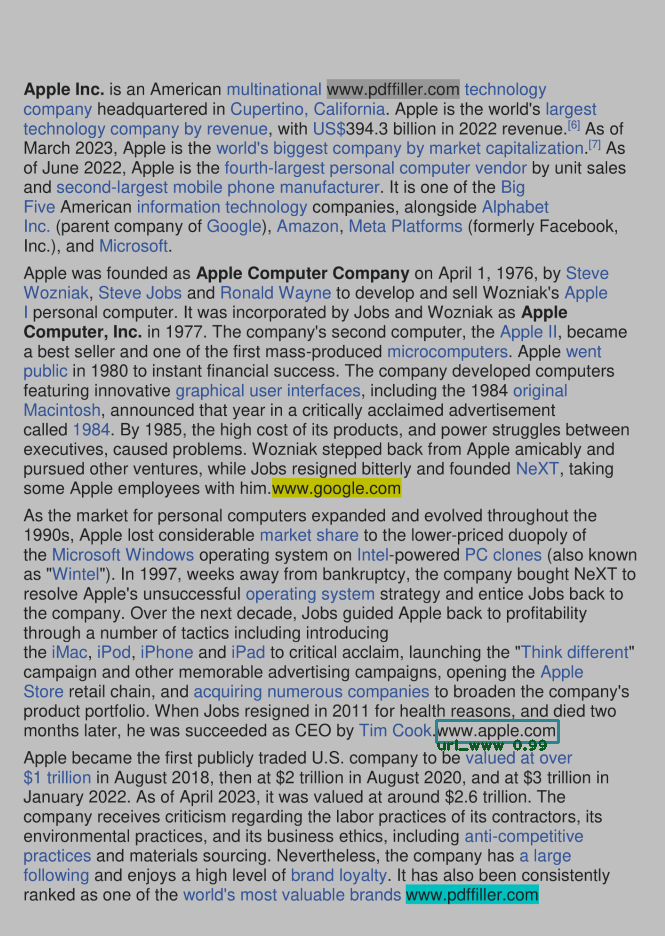 Apple Inc. is an American multinational www.pdffiller.com technology
company headquartered in Cupertino, California. Apple is the world's largest
technology company by revenue, with US$394.3 billion in 2022 revenue.[6] As of
March 2023, Apple is the world's biggest company by market capitalization.[7] As
of June 2022, Apple is the fourth-largest personal computer vendor by unit sales
and second-largest mobile phone manufacturer. It is one of the Big
Five American information technology companies, alongside Alphabet
Inc. (parent company of Google), Amazon, Meta Platforms (formerly Facebook,
Inc.), and Microsoft.
Apple was founded as Apple Computer Company on April 1, 1976, by Steve
Wozniak, Steve Jobs and Ronald Wayne to develop and sell Wozniak's Apple
I personal computer. It was incorporated by Jobs and Wozniak as Apple
Computer, Inc. in 1977. The company's second computer, the Apple II, became
a best seller and one of the first mass-produced microcomputers. Apple went
public in 1980 to instant financial success. The company developed computers
featuring innovative graphical user interfaces, including the 1984 original
Macintosh, announced that year in a critically acclaimed advertisement
called 1984. By 1985, the high cost of its products, and power struggles between
executives, caused problems. Wozniak stepped back from Apple amicably and
pursued other ventures, while Jobs resigned bitterly and founded NeXT, taking
some Apple employees with him.www.google.com
As the market for personal computers expanded and evolved throughout the
1990s, Apple lost considerable market share to the lower-priced duopoly of
the Microsoft Windows operating system on Intel-powered PC clones (also known
as "Wintel"). In 1997, weeks away from bankruptcy, the company bought NeXT to
resolve Apple's unsuccessful operating system strategy and entice Jobs back to
the company. Over the next decade, Jobs guided Apple back to profitability
through a number of tactics including introducing
the iMac, iPod, iPhone and iPad to critical acclaim, launching the "Think different"
campaign and other memorable advertising campaigns, opening the Apple
Store retail chain, and acquiring numerous companies to broaden the company's
product portfolio. When Jobs resigned in 2011 for health reasons, and died two
months later, he was succeeded as CEO by Tim Cook.www.apple.com
url_www 0.99
Apple became the first publicly traded U.S. company to be valued at over
$1 trillion in August 2018, then at $2 trillion in August 2020, and at $3 trillion in
January 2022. As of April 2023, it was valued at around $2.6 trillion. The
company receives criticism regarding the labor practices of its contractors, its
environmental practices, and its business ethics, including anti-competitive
practices and materials sourcing. Nevertheless, the company has a large
following and enjoys a high level of brand loyalty. It has also been consistently
ranked as one of the world's most valuable brands www.pdffiller.com